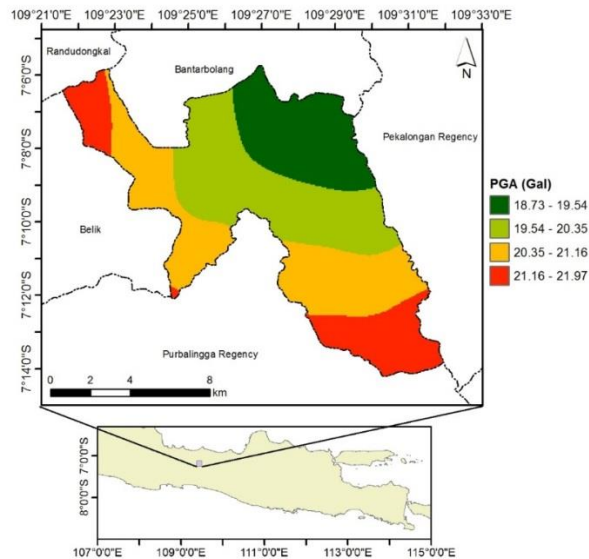 109°21'0"E 109°23'0"E 109°25'0"E 109°27'0"E 109°29'0"E 109°31'0"E 109°33'0"E
Randudongkal
Bantarbolang
N
7°6'0"S
7°8'0"S
7°10'0"S
7°12'0"S
7°14'0"S
Pekalongan Regency
Belik
Purbalingga Regency
0 2 4 8
km
PGA (Gal)
18.73 - 19.54
19.54 - 20.35
20.35 - 21.16
21.16 - 21.97
7°0'0"S
8°0'0"S
107°0'0"E 109°0'0"E 111°0'0"E 113°0'0"E 115°0'0"E